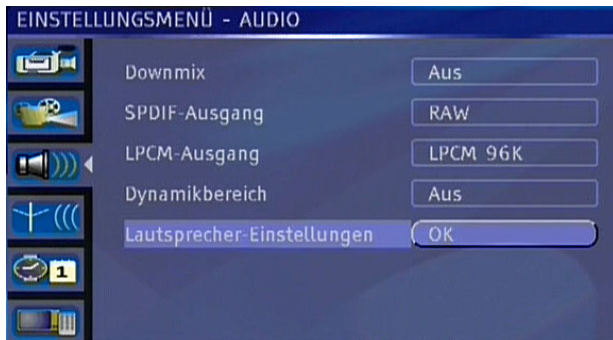 EINSTELLUNGSMENÜ - AUDIO
Downmix Aus
SPDIF-Ausgang RAW
LPCM-Ausgang LPCM 96K
Dynamikbereich Aus
Lautsprecher-Einstellungen OK
1